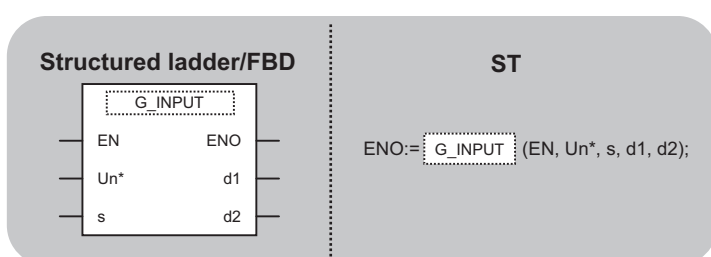 Structured ladder/FBD
G_INPUT
EN ENO
Un* d1
s d2
ST
ENO:= G_INPUT (EN, Un*, s, d1, d2);